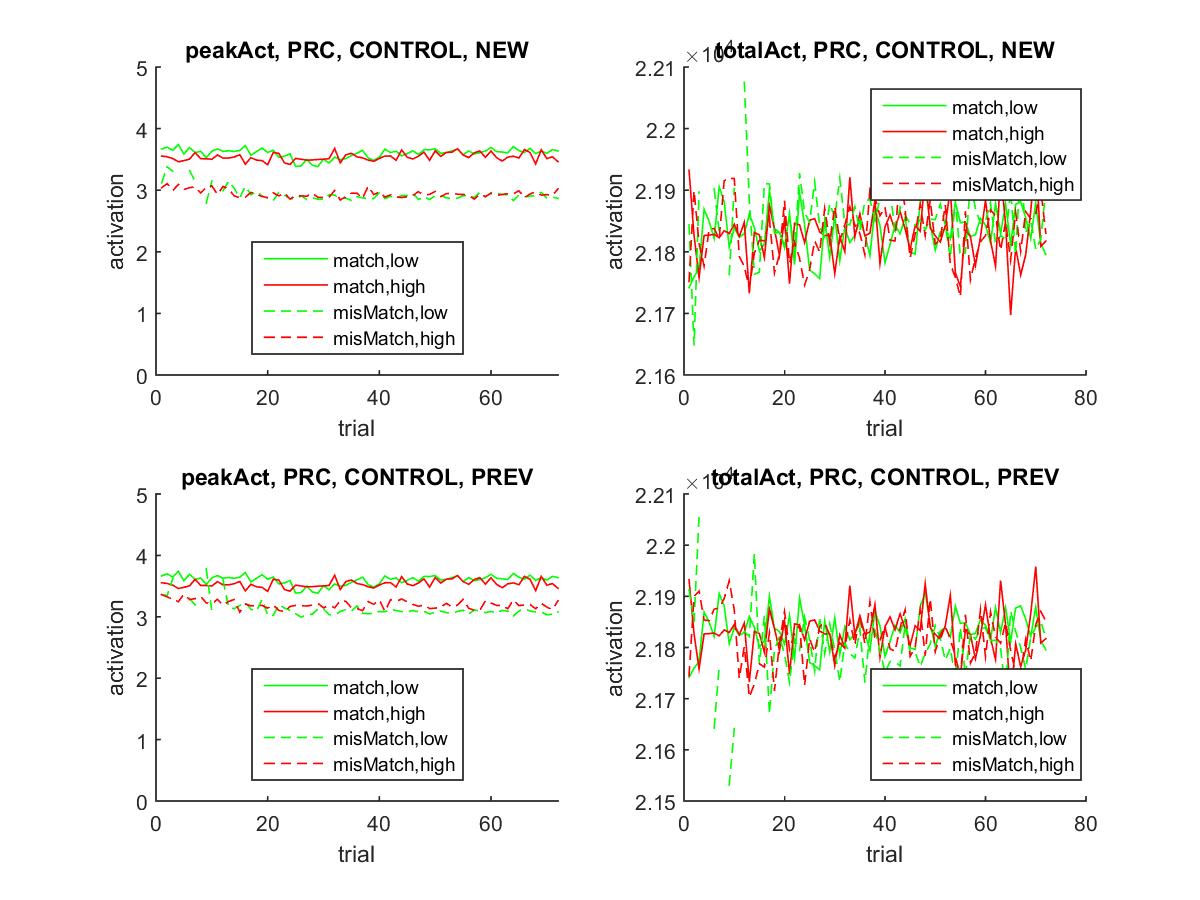 peakAct, PRC, CONTROL, NEW
5
4
3
2
1
0
activation
0 20 40 60
trial
match,low
match,high
misMatch,low
misMatch,high
totalAct, PRC, CONTROL, NEW
×10⁴
2.21
2.2
2.19
2.18
2.17
2.16
activation
0 20 40 60 80
trial
match,low
match,high
misMatch,low
misMatch,high
peakAct, PRC, CONTROL, PREV
5
4
3
2
1
0
activation
0 20 40 60
trial
match,low
match,high
misMatch,low
misMatch,high
totalAct, PRC, CONTROL, PREV
×10⁴
2.21
2.2
2.19
2.18
2.17
2.16
2.15
activation
0 20 40 60 80
trial
match,low
match,high
misMatch,low
misMatch,high